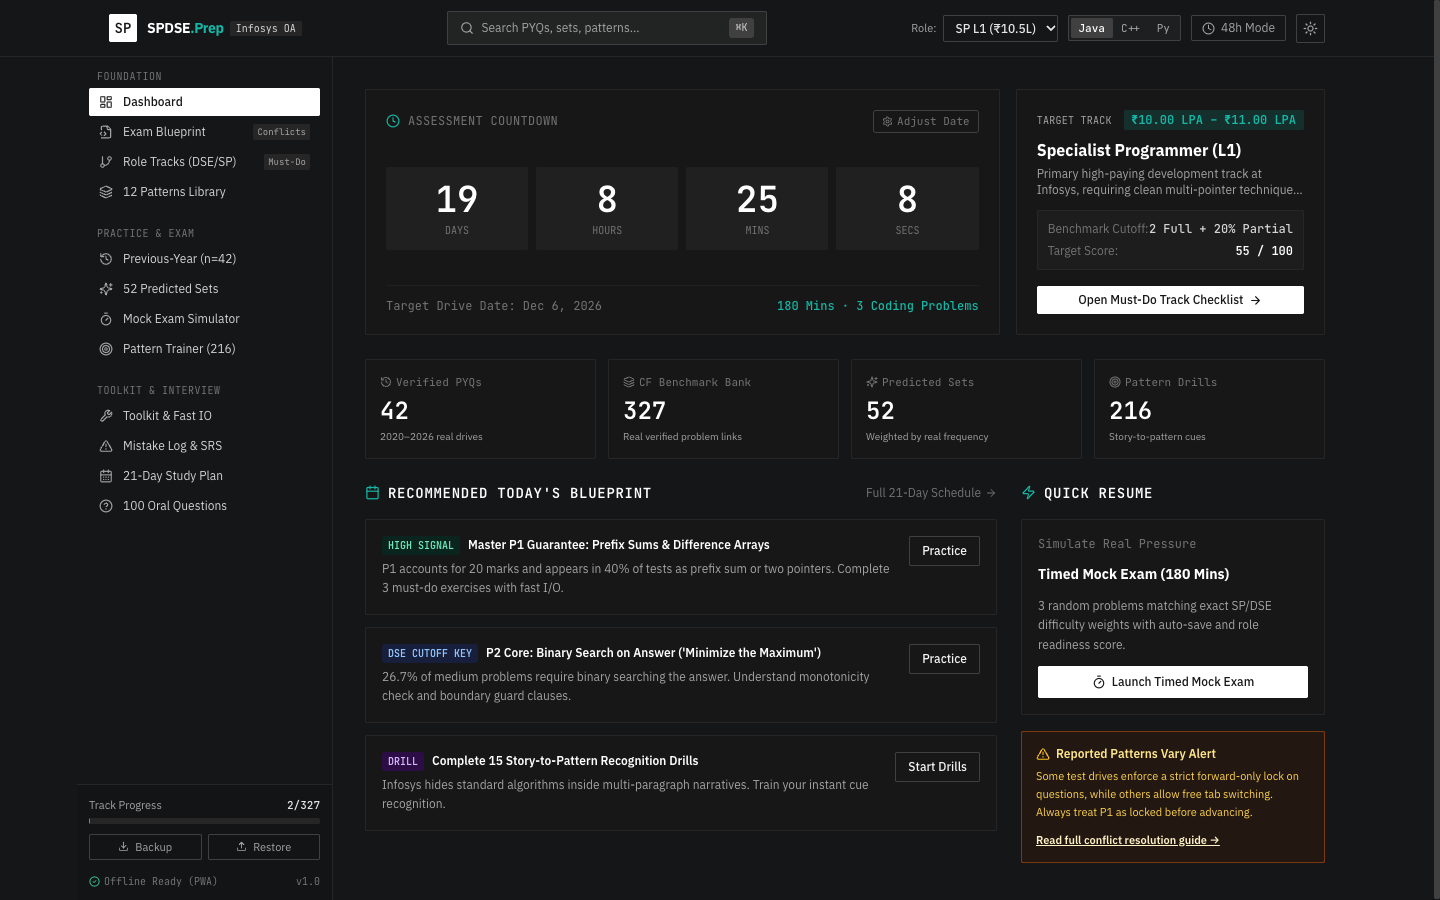 SP SPDSE.Prep Infosys OA
Search PYQs, sets, patterns... ⌘K
Role: SP L1 (₹10.5L) Java C++ Py 48h Mode
FOUNDATION
Dashboard
Exam Blueprint Conflicts
Role Tracks (DSE/SP) Must-Do
12 Patterns Library
PRACTICE & EXAM
Previous-Year (n=42)
52 Predicted Sets
Mock Exam Simulator
Pattern Trainer (216)
TOOLKIT & INTERVIEW
Toolkit & Fast IO
Mistake Log & SRS
21-Day Study Plan
100 Oral Questions
Track Progress 2/327
Backup Restore
Offline Ready (PWA) v1.0
ASSESSMENT COUNTDOWN Adjust Date
19 8 25 8
DAYS HOURS MINS SECS
Target Drive Date: Dec 6, 2026 180 Mins · 3 Coding Problems
TARGET TRACK ₹10.00 LPA – ₹11.00 LPA
Specialist Programmer (L1)
Primary high-paying development track at
Infosys, requiring clean multi-pointer technique...
Benchmark Cutoff: 2 Full + 20% Partial
Target Score: 55 / 100
Open Must-Do Track Checklist →
Verified PYQs
42
2020–2026 real drives
CF Benchmark Bank
327
Real verified problem links
Predicted Sets
52
Weighted by real frequency
Pattern Drills
216
Story-to-pattern cues
RECOMMENDED TODAY'S BLUEPRINT Full 21-Day Schedule →
HIGH SIGNAL Master P1 Guarantee: Prefix Sums & Difference Arrays
P1 accounts for 20 marks and appears in 40% of tests as prefix sum or two pointers. Complete
3 must-do exercises with fast I/O.
Practice
DSE CUTOFF KEY P2 Core: Binary Search on Answer ('Minimize the Maximum')
26.7% of medium problems require binary searching the answer. Understand monotonicity
check and boundary guard clauses.
Practice
DRILL Complete 15 Story-to-Pattern Recognition Drills
Infosys hides standard algorithms inside multi-paragraph narratives. Train your instant cue
recognition.
Start Drills
QUICK RESUME
Simulate Real Pressure
Timed Mock Exam (180 Mins)
3 random problems matching exact SP/DSE
difficulty weights with auto-save and role
readiness score.
Launch Timed Mock Exam
Reported Patterns Vary Alert
Some test drives enforce a strict forward-only lock on
questions, while others allow free tab switching.
Always treat P1 as locked before advancing.
Read full conflict resolution guide →